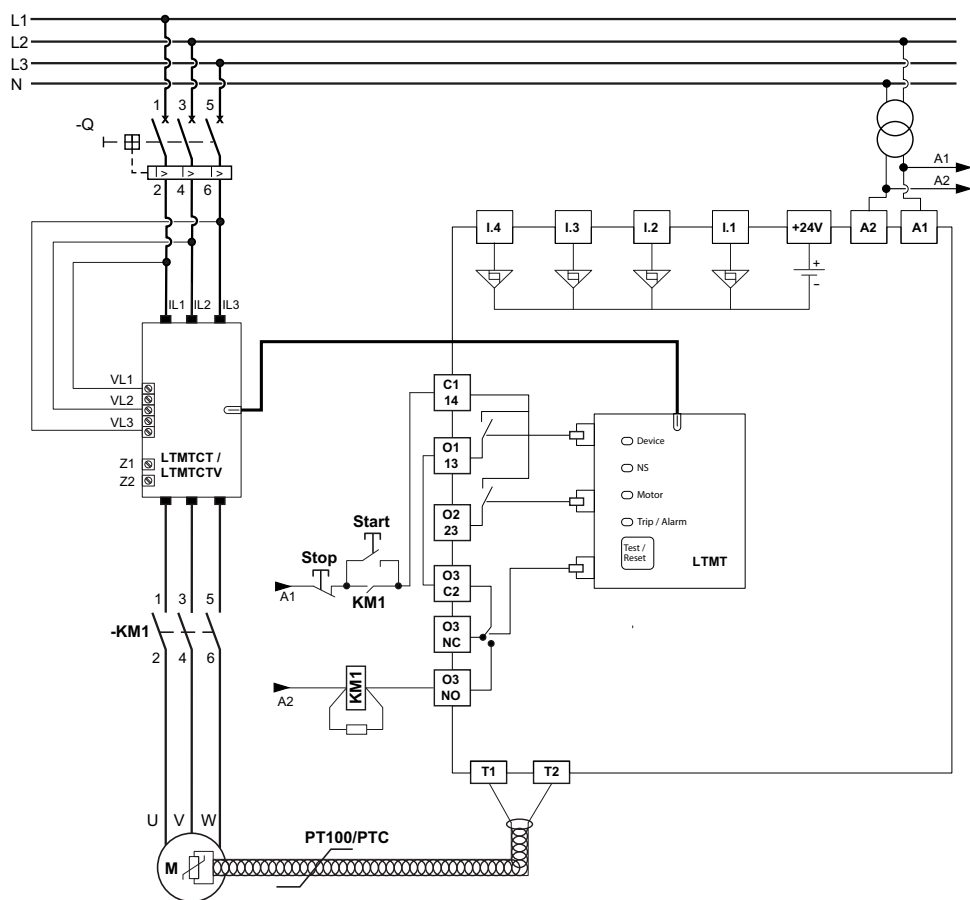 L1
L2
L3
N
1 3 5
-Q
I> I> I>
2 4 6
A1
A2
I.4 I.3 I.2 I.1 +24V A2 A1
+
−
IL1 IL2 IL3
VL1
VL2
VL3
Z1
Z2
LTMTCT /
LTMTCTV
C1
14
O1
13
O2
23
O3
C2
O3
NC
O3
NO
Device
NS
Motor
Trip / Alarm
Test /
Reset
LTMT
Start
Stop
A1
KM1
1 3 5
-KM1
2 4 6
A2
KM1
T1 T2
U V W
M
PT100/PTC